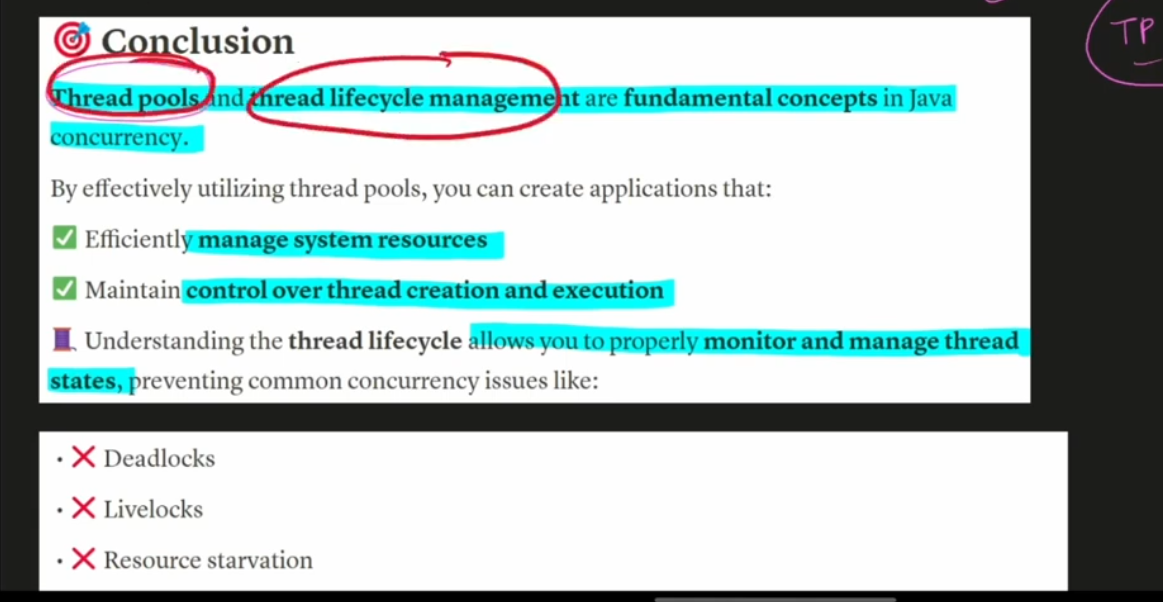 TP
🎯 Conclusion
Thread pools and thread lifecycle management are fundamental concepts in Java
concurrency.
By effectively utilizing thread pools, you can create applications that:
✅ Efficiently manage system resources
✅ Maintain control over thread creation and execution
🧵 Understanding the thread lifecycle allows you to properly monitor and manage thread
states, preventing common concurrency issues like:
• ❌ Deadlocks
• ❌ Livelocks
• ❌ Resource starvation